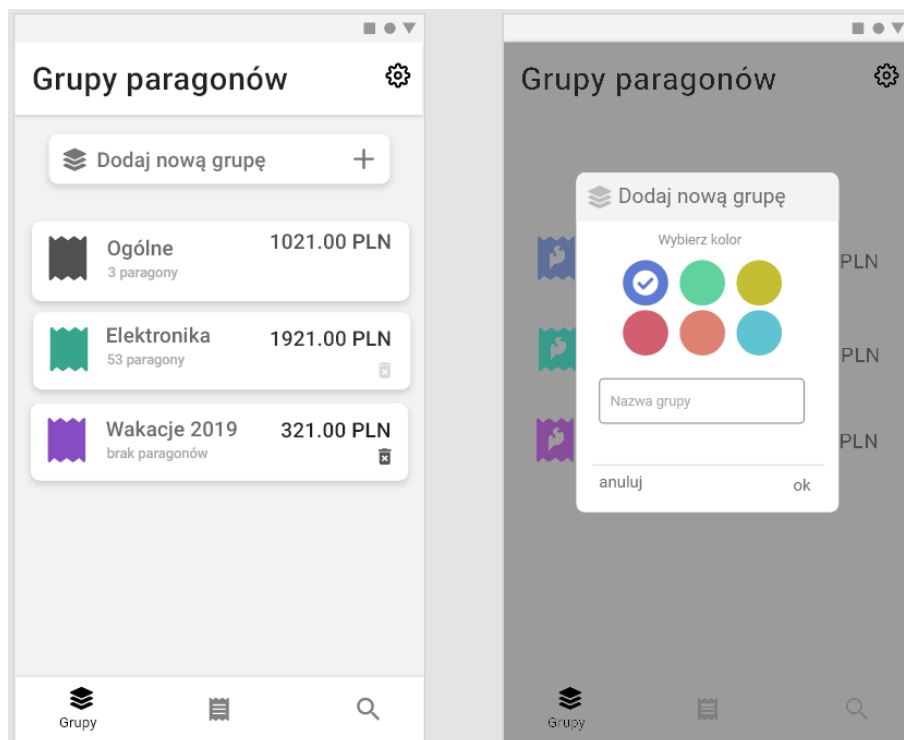 Grupy paragonów
Dodaj nową grupę
Ogólne
1021.00 PLN
3 paragony
Elektronika
1921.00 PLN
53 paragony
Wakacje 2019
321.00 PLN
brak paragonów
Grupy
Grupy paragonów
Dodaj nową grupę
Wybierz kolor
PLN
PLN
Nazwa grupy
PLN
anuluj
ok
Grupy